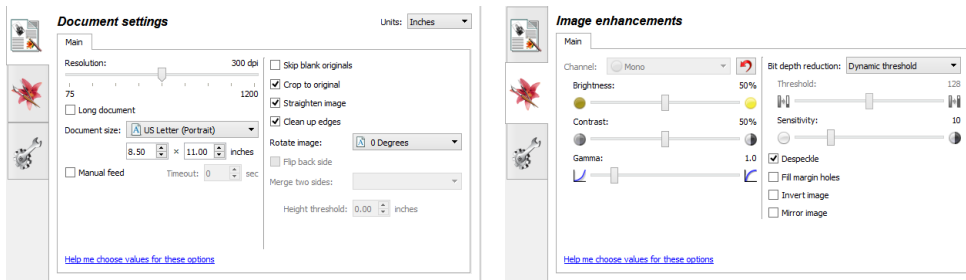 Document settings
Units: Inches
Main
Resolution: 300 dpi
75 1200
Long document
Document size: US Letter (Portrait)
8.50 × 11.00 inches
Manual feed Timeout: 0 sec
Skip blank originals
Crop to original
Straighten image
Clean up edges
Rotate image: 0 Degrees
Flip back side
Merge two sides:
Height threshold: 0.00 inches
Help me choose values for these options
Image enhancements
Main
Channel: Mono
Brightness: 50%
Contrast: 50%
Gamma: 1.0
Bit depth reduction: Dynamic threshold
Threshold: 128
Sensitivity: 10
Despeckle
Fill margin holes
Invert image
Mirror image
Help me choose values for these options